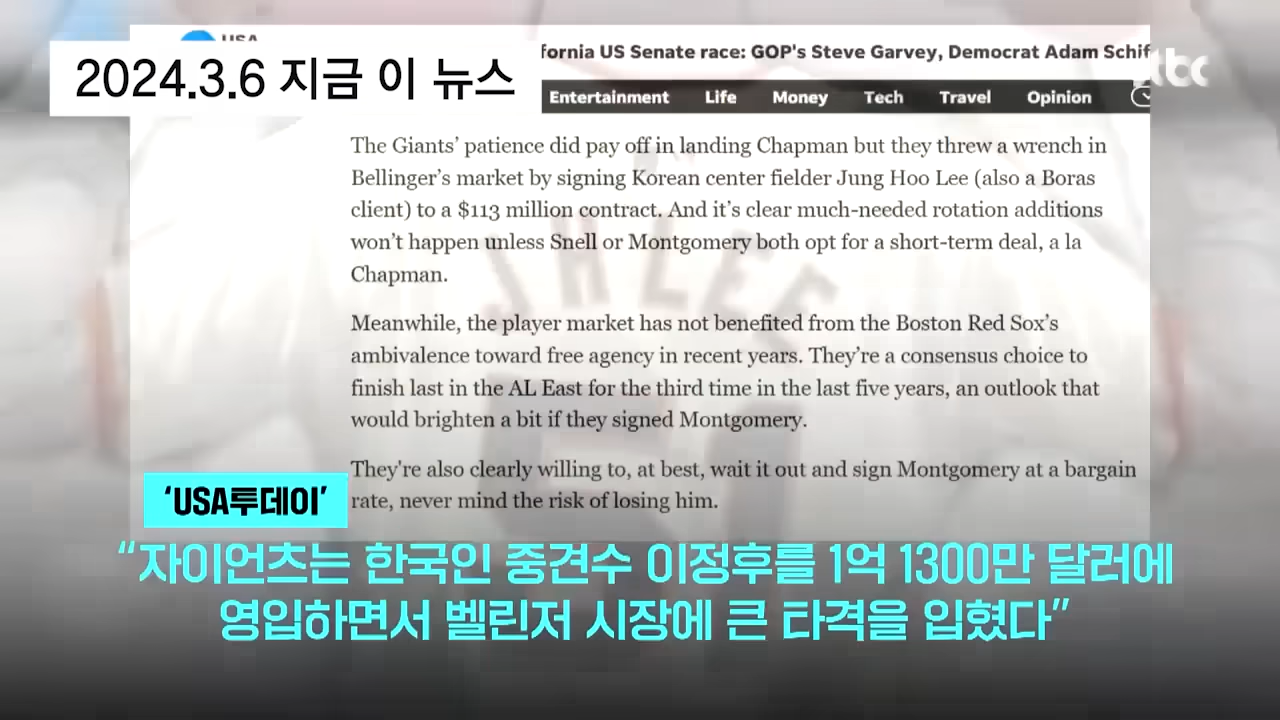 USA
fornia US Senate race: GOP's Steve Garvey, Democrat Adam Schif
jtbc
2024.3.6 지금 이 뉴스
Entertainment Life Money Tech Travel Opinion
The Giants’ patience did pay off in landing Chapman but they threw a wrench in
Bellinger’s market by signing Korean center fielder Jung Hoo Lee (also a Boras
client) to a $113 million contract. And it’s clear much-needed rotation additions
won’t happen unless Snell or Montgomery both opt for a short-term deal, a la
Chapman.
J H LEE
Meanwhile, the player market has not benefited from the Boston Red Sox’s
ambivalence toward free agency in recent years. They’re a consensus choice to
finish last in the AL East for the third time in the last five years, an outlook that
would brighten a bit if they signed Montgomery.
51
They're also clearly willing to, at best, wait it out and sign Montgomery at a bargain
rate, never mind the risk of losing him.
‘USA투데이’
“자이언츠는 한국인 중견수 이정후를 1억 1300만 달러에
영입하면서 벨린저 시장에 큰 타격을 입혔다”